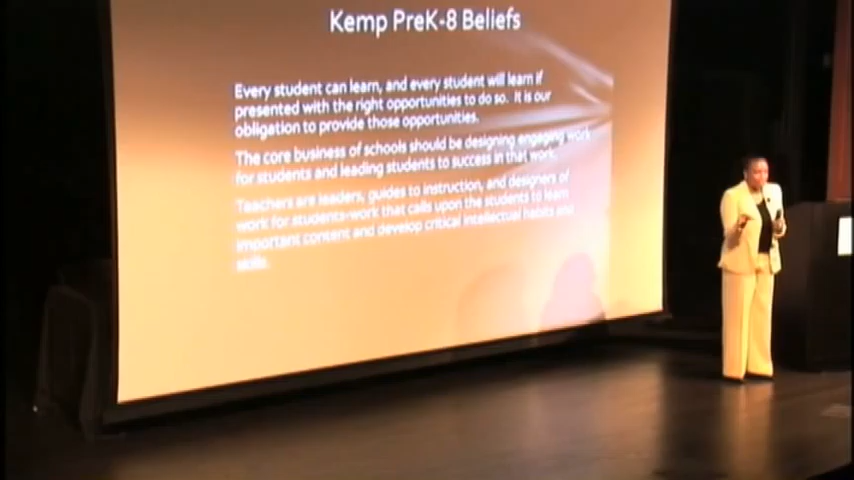 Kemp PreK-8 Beliefs
Every student can learn, and every student will learn if
presented with the right opportunities to do so. It is our
obligation to provide those opportunities.
The core business of schools should be designing engaging work
for students and leading students to success in that work.
Teachers are leaders, guides to instruction, and designers of
work for students-work that calls upon the students to learn
important content and develop critical intellectual habits and
skills.